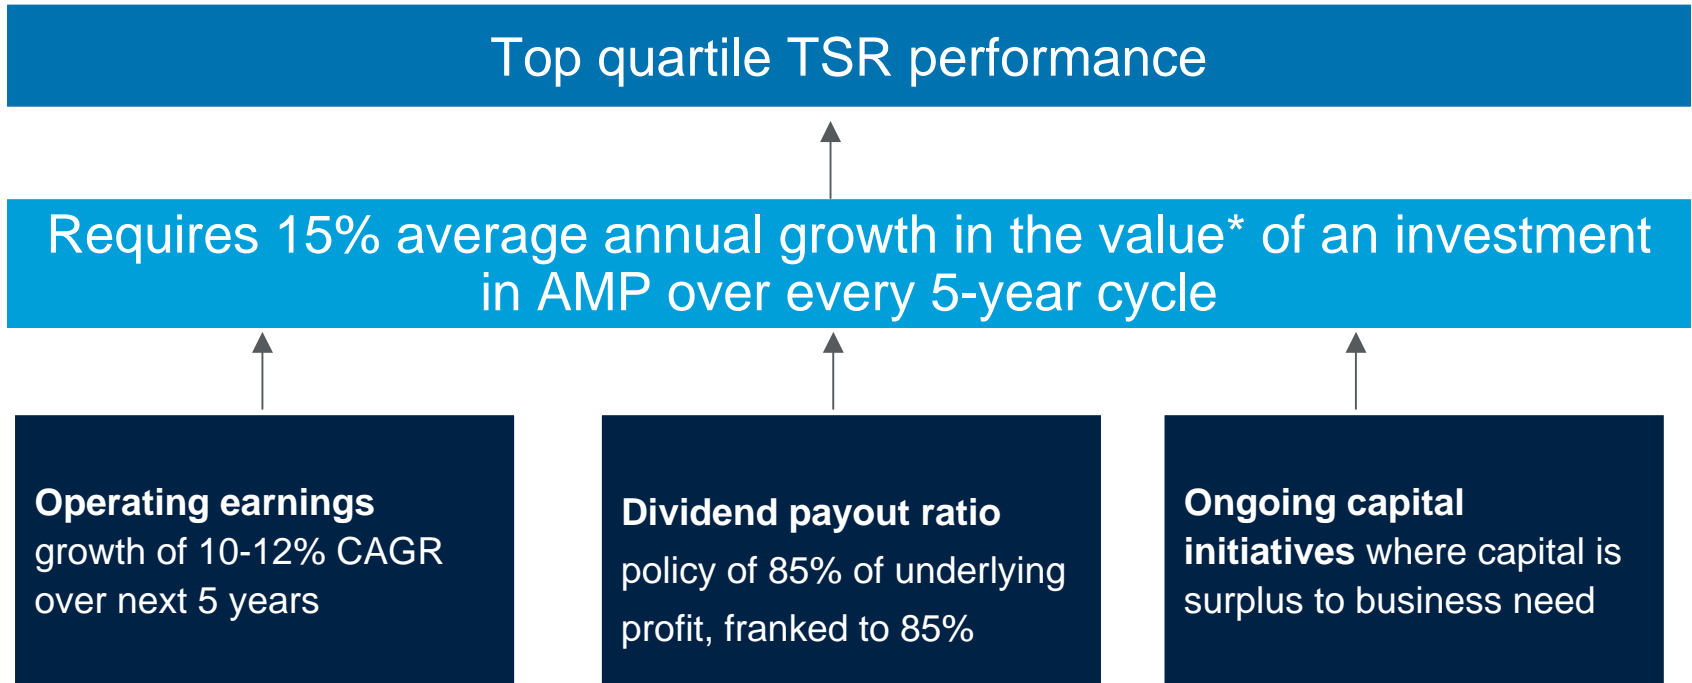 Top quartile TSR performance
Requires 15% average annual growth in the value* of an investment
in AMP over every 5-year cycle
Operating earnings
growth of 10-12% CAGR
over next 5 years
Dividend payout ratio
policy of 85% of underlying
profit, franked to 85%
Ongoing capital
initiatives where capital is
surplus to business need